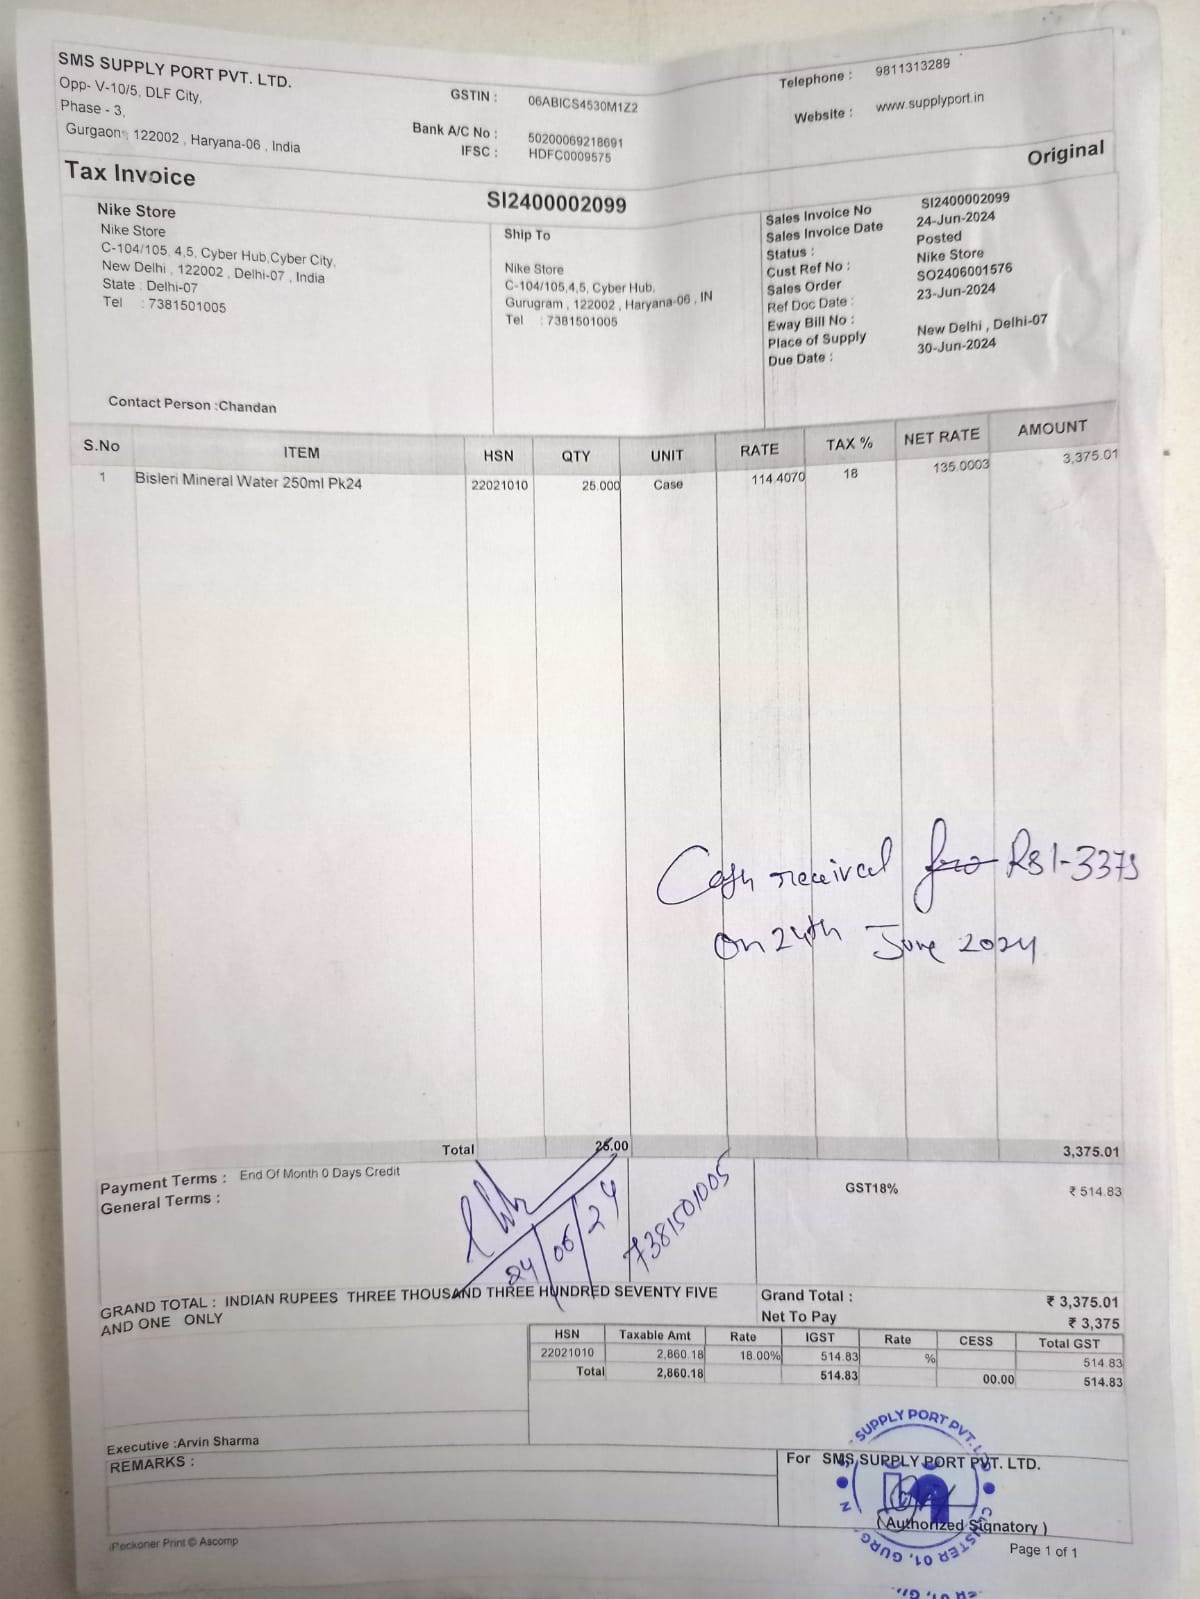 SMS SUPPLY PORT PVT. LTD.
Opp- V-10/5, DLF City,
Phase - 3,
Gurgaon, 122002 , Haryana-06 , India
GSTIN : 06ABICS4530M1Z2
Bank A/C No : 50200069218691
IFSC : HDFC0009575
Telephone : 9811313289
Website : www.supplyport.in
Tax Invoice
Original
SI2400002099
Nike Store
Nike Store
C-104/105, 4,5, Cyber Hub,Cyber City,
New Delhi , 122002 , Delhi-07 , India
State : Delhi-07
Tel : 7381501005
Contact Person :Chandan
Ship To
Nike Store
C-104/105,4,5, Cyber Hub,
Gurugram , 122002 , Haryana-06 , IN
Tel : 7381501005
Sales Invoice No SI2400002099
Sales Invoice Date 24-Jun-2024
Status : Posted
Cust Ref No : Nike Store
Sales Order SO2406001576
Ref Doc Date : 23-Jun-2024
Eway Bill No :
Place of Supply New Delhi , Delhi-07
Due Date : 30-Jun-2024
S.No ITEM HSN QTY UNIT RATE TAX % NET RATE AMOUNT
1 Bisleri Mineral Water 250ml Pk24 22021010 25.000 Case 114.4070 18 135.0003 3,375.01
Cash received for RS1-3375
On 24th June 2024
Total 25.00 3,375.01
Payment Terms : End Of Month 0 Days Credit
General Terms :
GST18% ₹ 514.83
24/06/24
7381501005
GRAND TOTAL : INDIAN RUPEES THREE THOUSAND THREE HUNDRED SEVENTY FIVE
AND ONE ONLY
Grand Total : ₹ 3,375.01
Net To Pay ₹ 3,375
HSN Taxable Amt Rate IGST Rate CESS Total GST
22021010 2,860.18 18.00% 514.83 % 514.83
Total 2,860.18 514.83 00.00 514.83
Executive :Arvin Sharma
REMARKS :
For SMS SUPPLY PORT PVT. LTD.
SUPPLY PORT PVT. LTD
CLUSTER 01, GURG
(Authorized Signatory )
iReckoner Print © Ascomp
Page 1 of 1